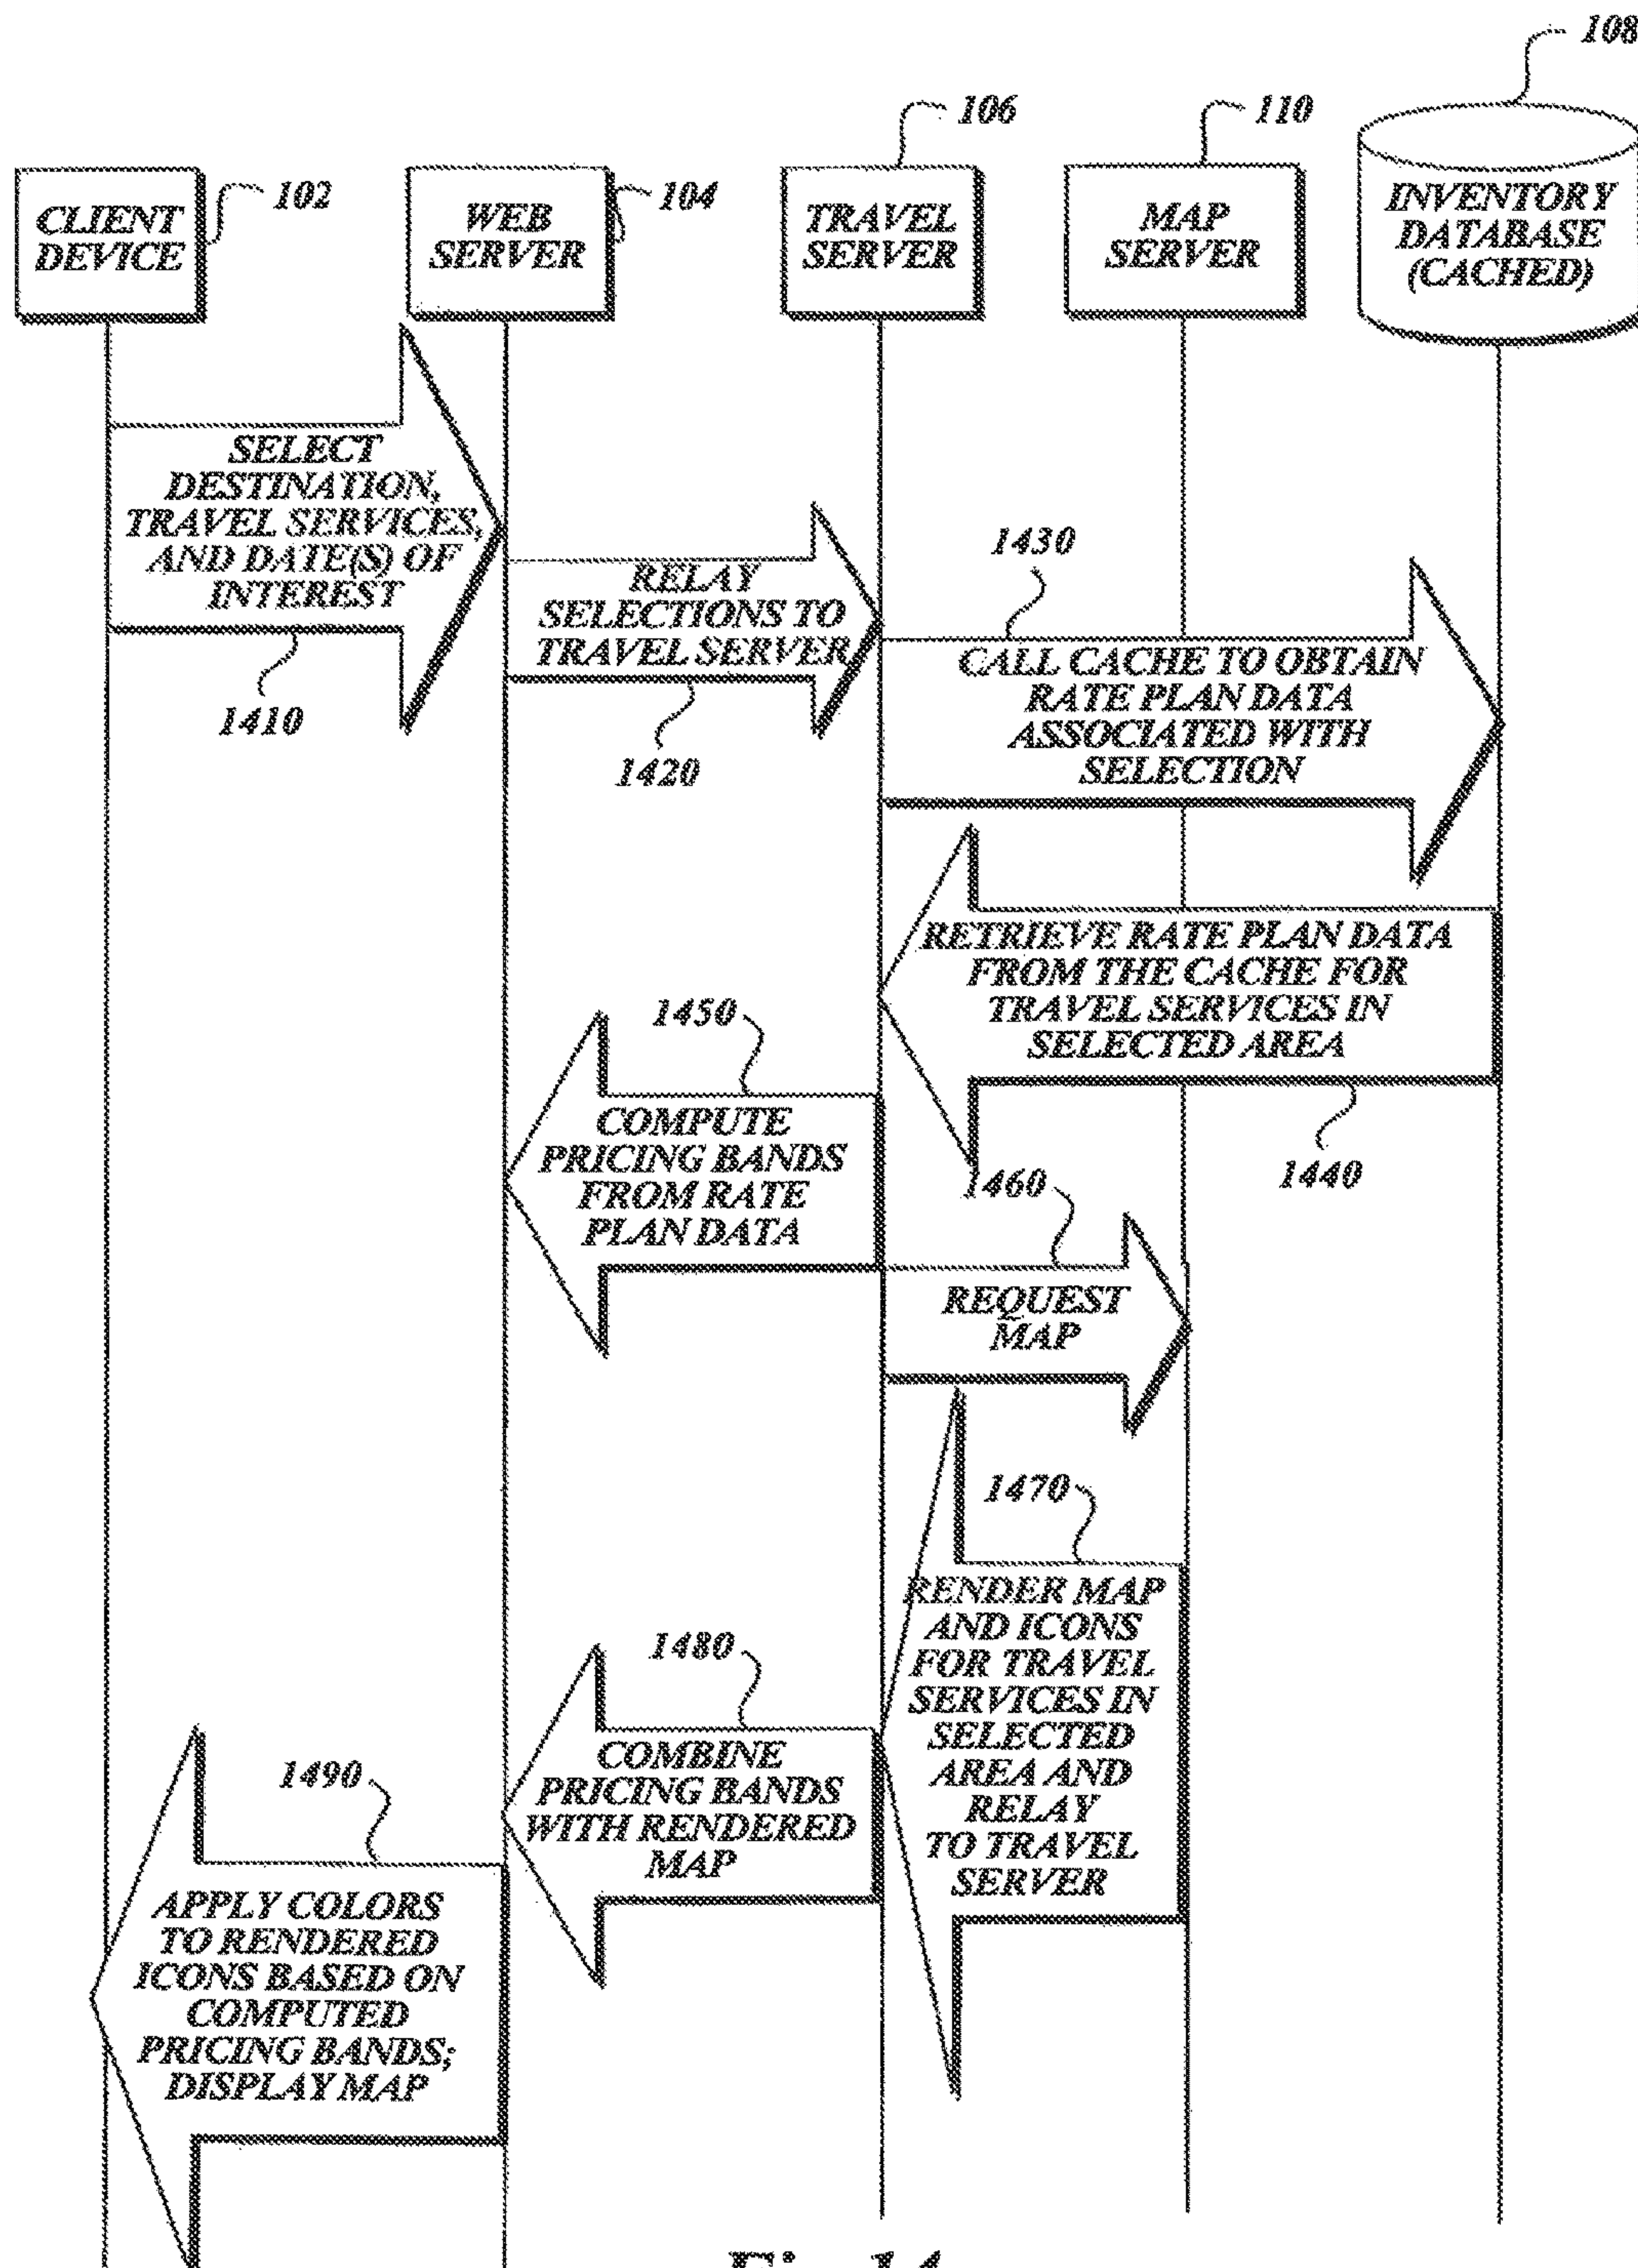 108
106
110
102
104
CLIENT
DEVICE
WEB
SERVER
TRAVEL
SERVER
MAP
SERVER
INVENTORY
DATABASE
(CACHED)
SELECT
DESTINATION,
TRAVEL SERVICES,
AND DATE(S) OF
INTEREST
1410
RELAY
SELECTIONS TO
TRAVEL SERVER
1420
1430
CALL CACHE TO OBTAIN
RATE PLAN DATA
ASSOCIATED WITH
SELECTION
RETRIEVE RATE PLAN DATA
FROM THE CACHE FOR
TRAVEL SERVICES IN
SELECTED AREA
1440
1450
COMPUTE
PRICING BANDS
FROM RATE
PLAN DATA
1460
REQUEST
MAP
1470
RENDER MAP
AND ICONS
FOR TRAVEL
SERVICES IN
SELECTED
AREA AND
RELAY
TO TRAVEL
SERVER
1480
COMBINE
PRICING BANDS
WITH RENDERED
MAP
1490
APPLY COLORS
TO RENDERED
ICONS BASED ON
COMPUTED
PRICING BANDS;
DISPLAY MAP